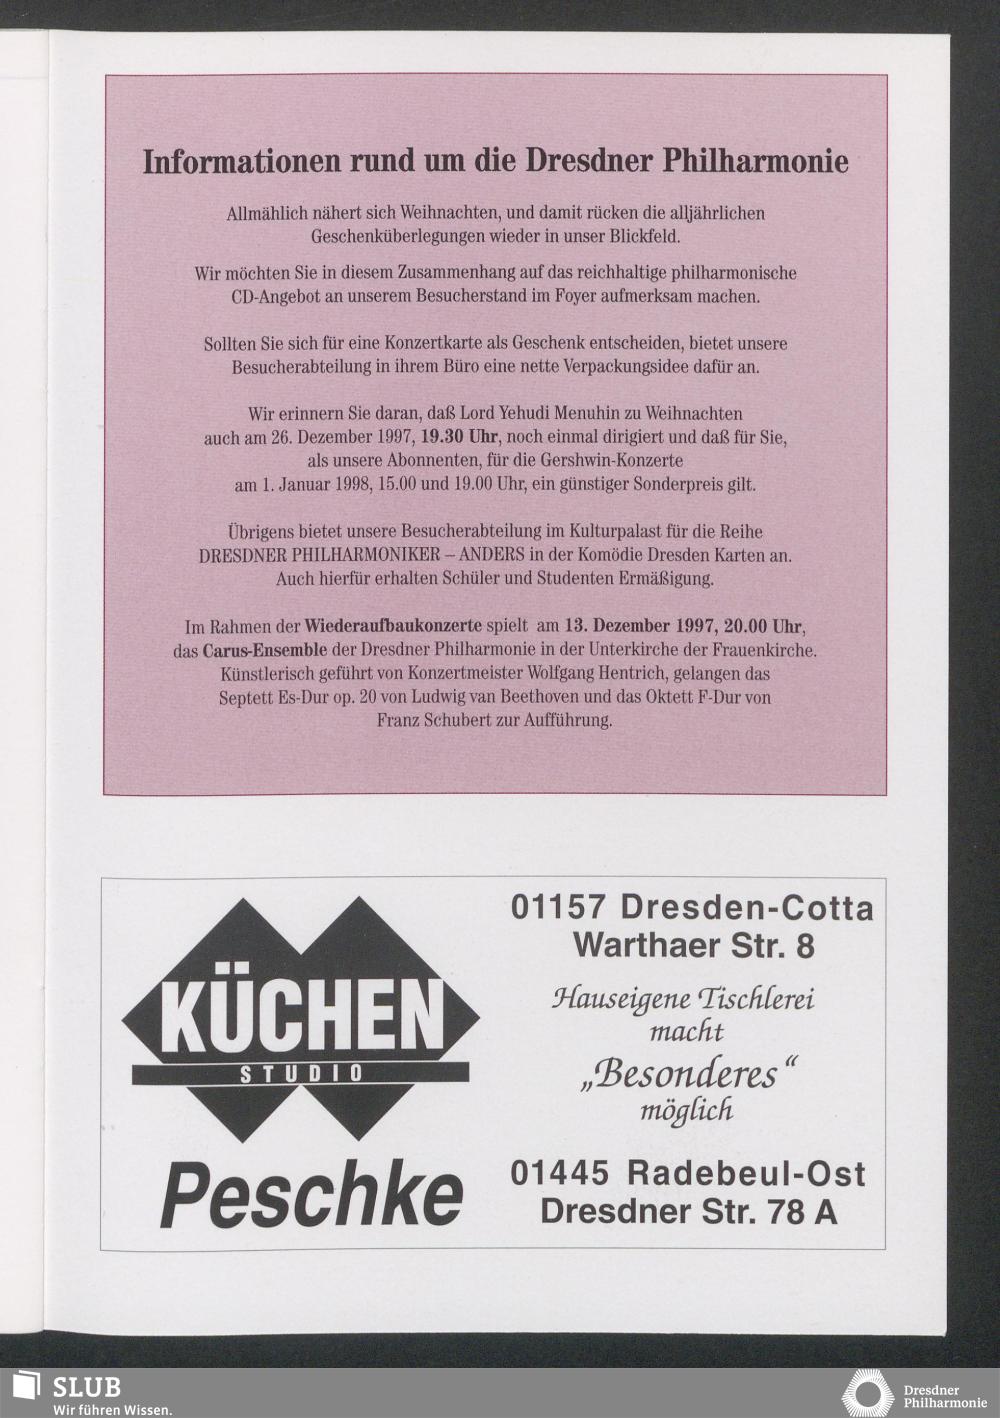 Informationen rund um die Dresdner Philharmonie
Allmählich nähert sich Weihnachten, und damit rücken die alljährlichen
Geschenküberlegungen wieder in unser Blickfeld.
Wir möchten Sie in diesem Zusammenhang auf das reichhaltige philharmonische
CD-Angebot an unserem Besucherstand im Foyer aufmerksam machen.
Sollten Sie sich für eine Konzertkarte als Geschenk entscheiden, bietet unsere
Besucherabteilung in ihrem Büro eine nette Verpackungsidee dafür an.
Wir erinnern Sie daran, daß Lord Yehudi Menuhin zu Weihnachten
auch am 26. Dezember 1997, 19.30 Uhr, noch einmal dirigiert und daß für Sie,
als unsere Abonnenten, für die Gershwin-Konzerte
am 1. Januar 1998, 15.00 und 19.00 Uhr, ein günstiger Sonderpreis gilt.
Übrigens bietet unsere Besucherabteilung im Kulturpalast für die Reihe
DRESDNER PHILHARMONIKER – ANDERS in der Komödie Dresden Karten an.
Auch hierfür erhalten Schüler und Studenten Ermäßigung.
Im Rahmen der Wiederaufbaukonzerte spielt am 13. Dezember 1997, 20.00 Uhr,
das Carus-Ensemble der Dresdner Philharmonie in der Unterkirche der Frauenkirche.
Künstlerisch geführt von Konzertmeister Wolfgang Hentrich, gelangen das
Septett Es-Dur op. 20 von Ludwig van Beethoven und das Oktett F-Dur von
Franz Schubert zur Aufführung.
KÜCHEN
STUDIO
Peschke
01157 Dresden-Cotta
Warthaer Str. 8
Hauseigene Tischlerei
macht
„Besonderes“
möglich
01445 Radebeul-Ost
Dresdner Str. 78 A
SLUB
Wir führen Wissen.
Dresdner
Philharmonie